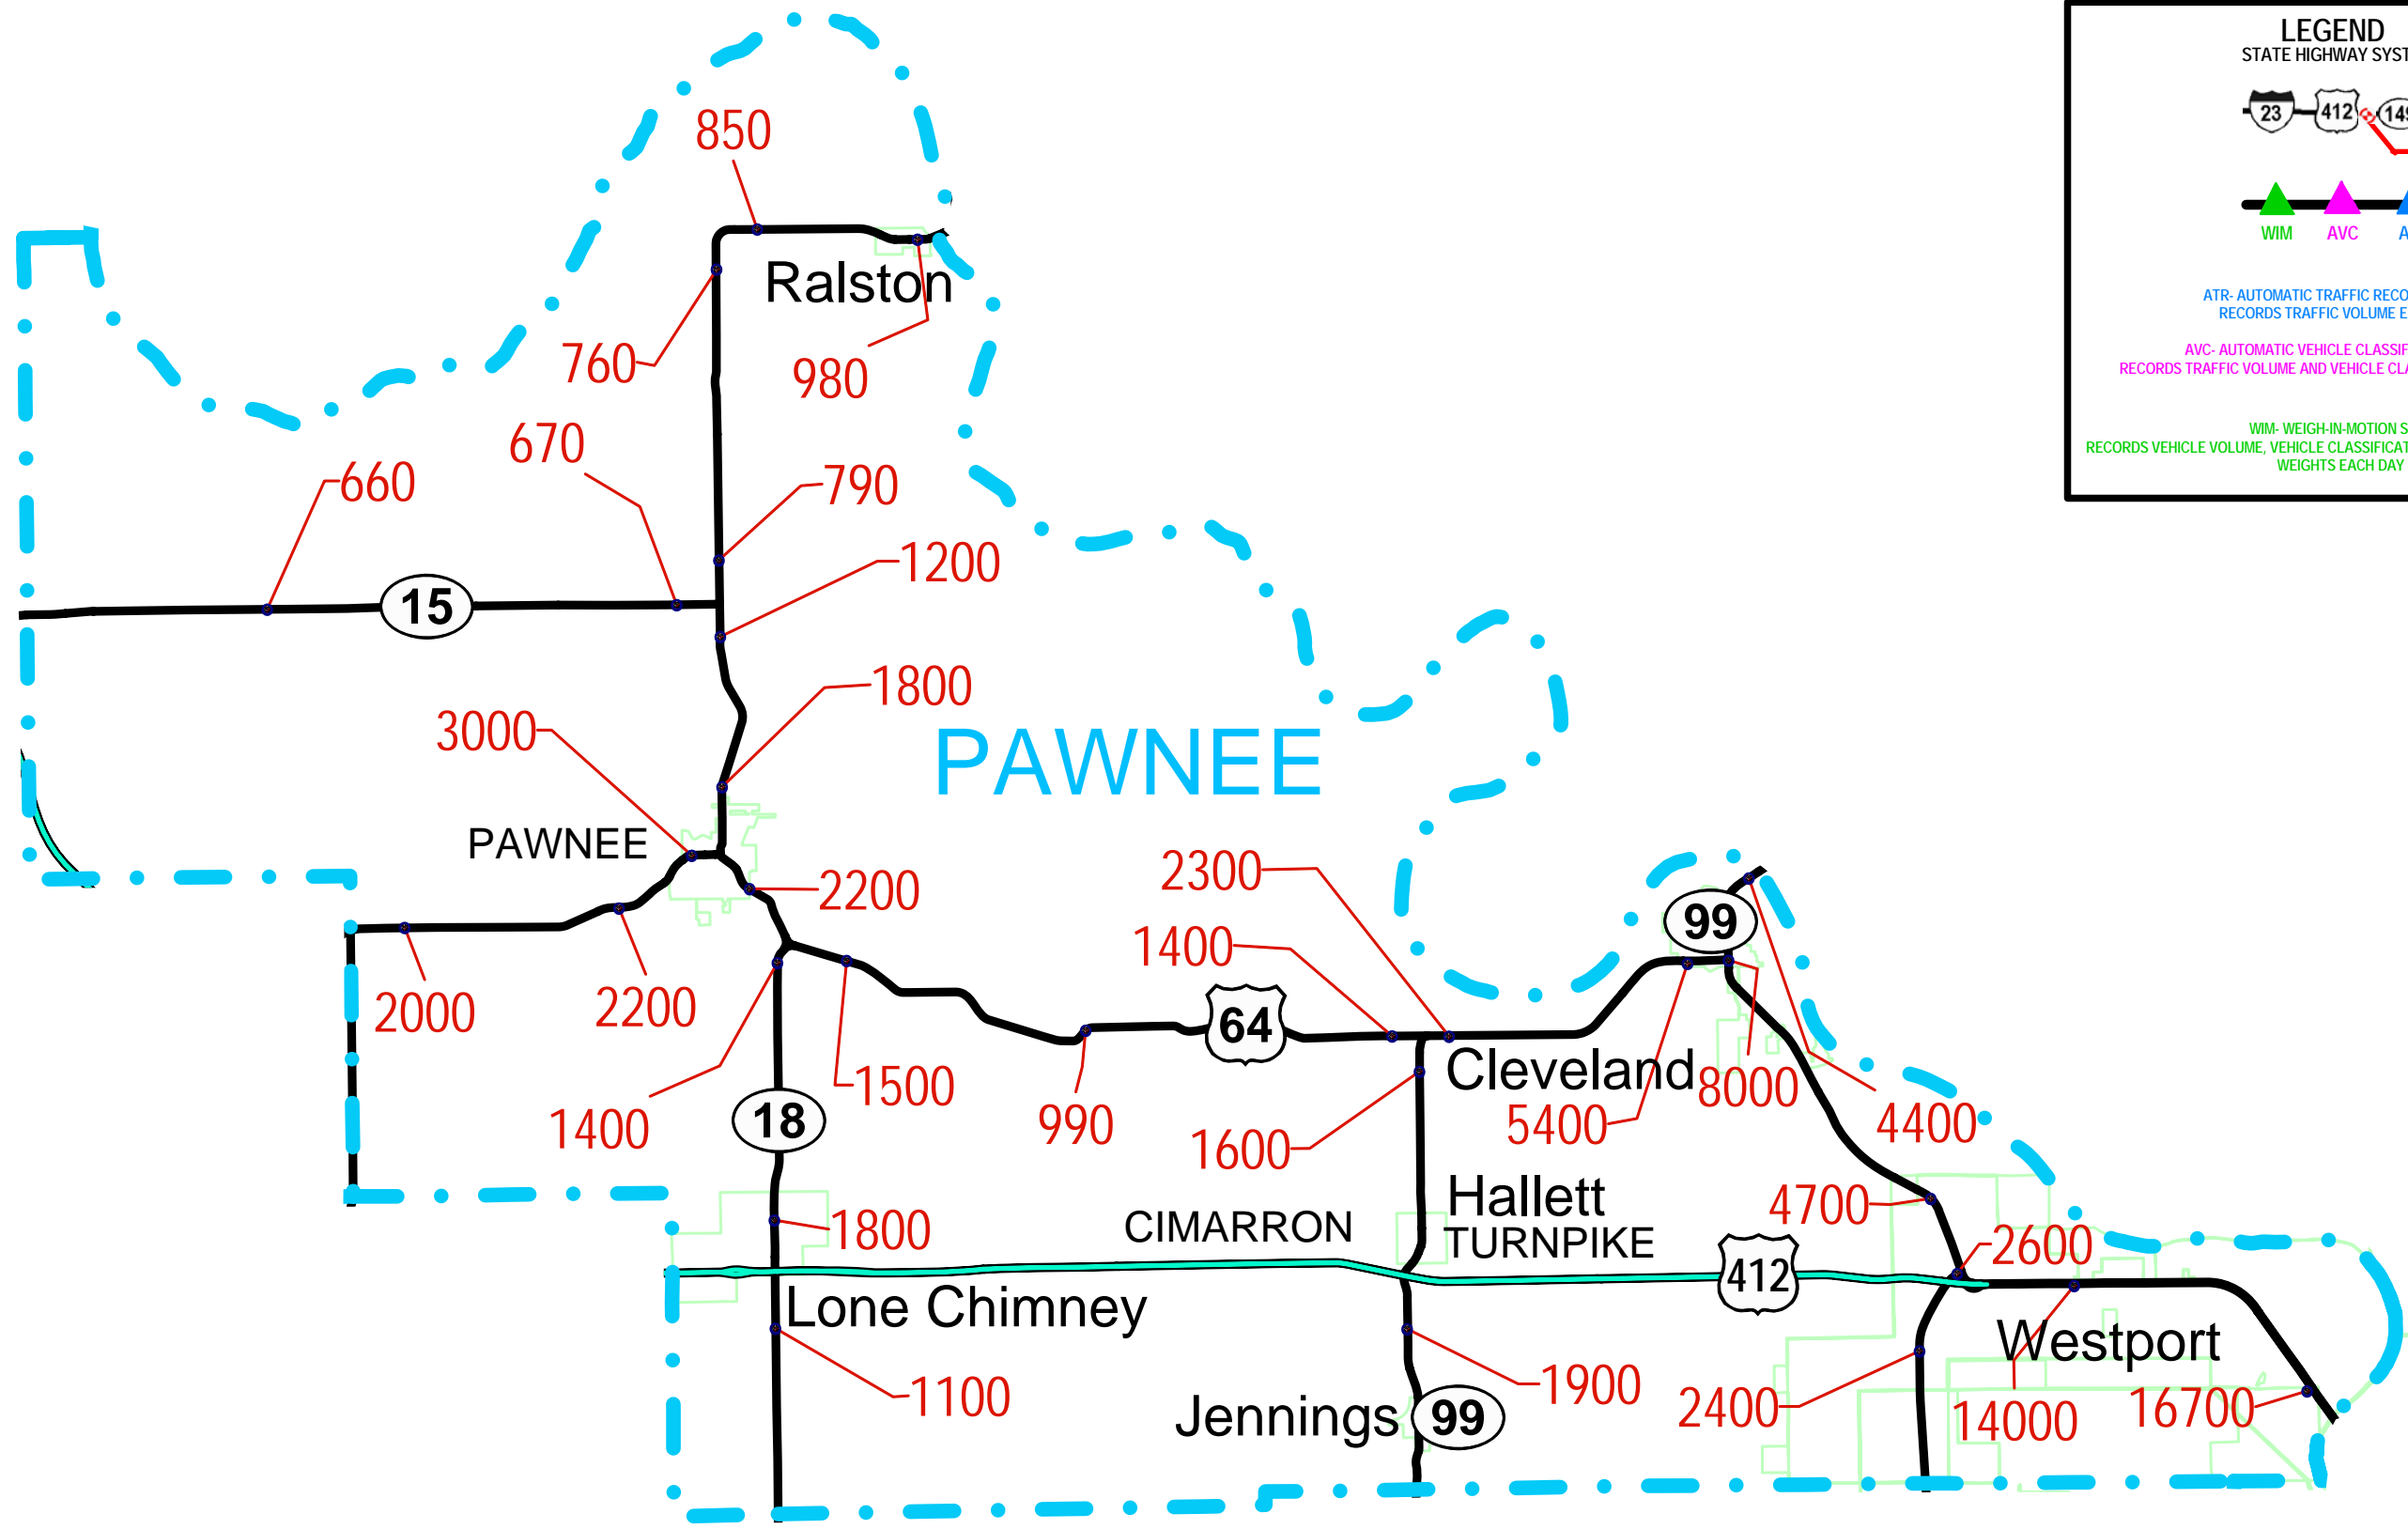 LEGEND
STATE HIGHWAY SYST
23
412
149
WIM
AVC
A
ATR- AUTOMATIC TRAFFIC RECO
RECORDS TRAFFIC VOLUME E
AVC- AUTOMATIC VEHICLE CLASSIF
RECORDS TRAFFIC VOLUME AND VEHICLE CLA
WIM- WEIGH-IN-MOTION S
RECORDS VEHICLE VOLUME, VEHICLE CLASSIFICAT
WEIGHTS EACH DAY
850
Ralston
760
980
670
660
790
1200
15
1800
3000
PAWNEE
PAWNEE
2300
2200
99
1400
2000
2200
64
Cleveland
1500
8000
18
990
5400
4400
1400
1600
Hallett
4700
1800
CIMARRON
TURNPIKE
2600
412
Lone Chimney
Westport
1100
1900
Jennings
99
2400
14000
16700